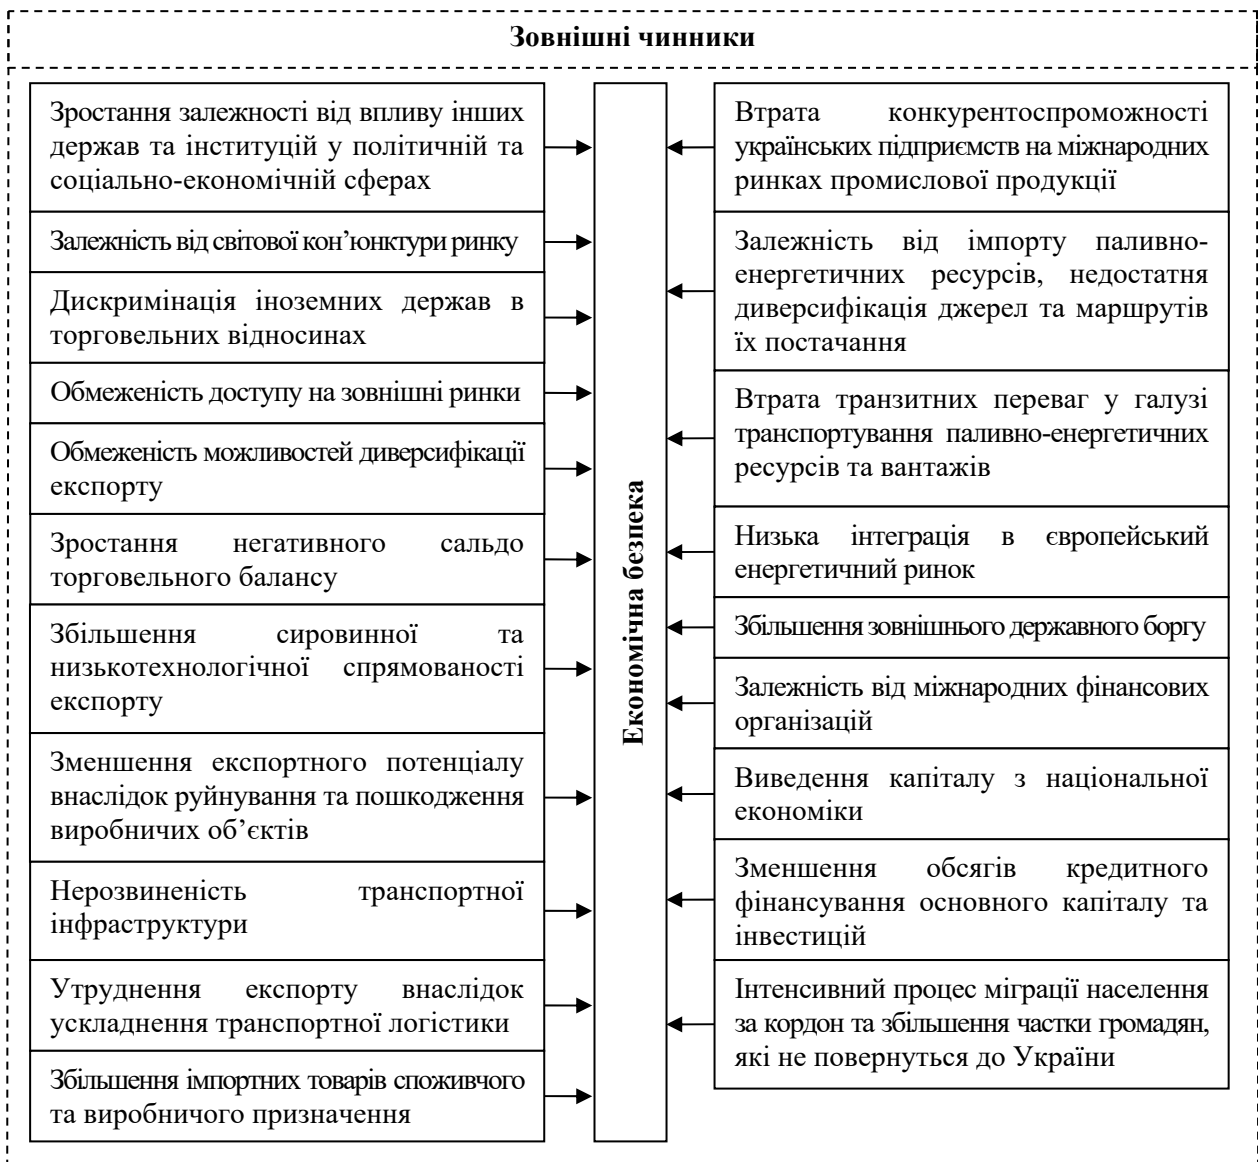 Зовнішні чинники
Зростання залежності від впливу інших
держав та інституцій у політичній та
соціально-економічній сферах
Залежність від світової кон’юнктури ринку
Дискримінація іноземних держав в
торговельних відносинах
Обмеженість доступу на зовнішні ринки
Обмеженість можливостей диверсифікації
експорту
Зростання негативного сальдо
торговельного балансу
Збільшення сировинної та
низькотехнологічної спрямованості
експорту
Зменшення експортного потенціалу
внаслідок руйнування та пошкодження
виробничих об’єктів
Нерозвиненість транспортної
інфраструктури
Утруднення експорту внаслідок
ускладнення транспортної логістики
Збільшення імпортних товарів споживчого
та виробничого призначення
Економічна безпека
Втрата конкурентоспроможності
українських підприємств на міжнародних
ринках промислової продукції
Залежність від імпорту паливно-
енергетичних ресурсів, недостатня
диверсифікація джерел та маршрутів
їх постачання
Втрата транзитних переваг у галузі
транспортування паливно-енергетичних
ресурсів та вантажів
Низька інтеграція в європейський
енергетичний ринок
Збільшення зовнішнього державного боргу
Залежність від міжнародних фінансових
організацій
Виведення капіталу з національної
економіки
Зменшення обсягів кредитного
фінансування основного капіталу та
інвестицій
Інтенсивний процес міграції населення
за кордон та збільшення частки громадян,
які не повернуться до України